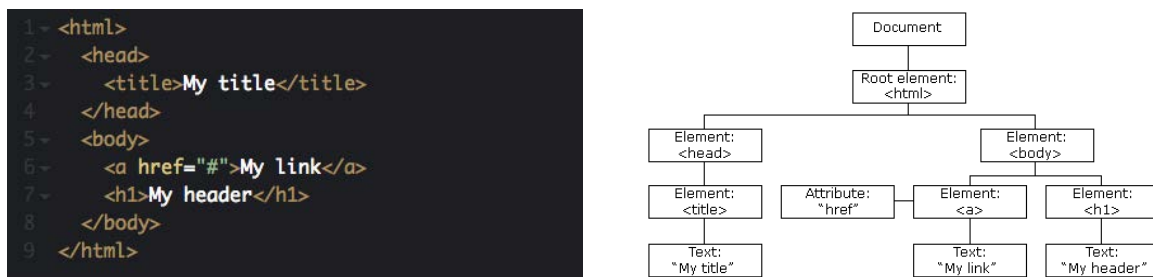 1 <html>
2 <head>
3 <title>My title</title>
4 </head>
5 <body>
6 <a href="#">My link</a>
7 <h1>My header</h1>
8 </body>
9 </html>
Document
Root element:
<html>
Element:
<head>
Element:
<body>
Element:
<title>
Attribute:
"href"
Element:
<a>
Element:
<h1>
Text:
"My title"
Text:
"My link"
Text:
"My header"